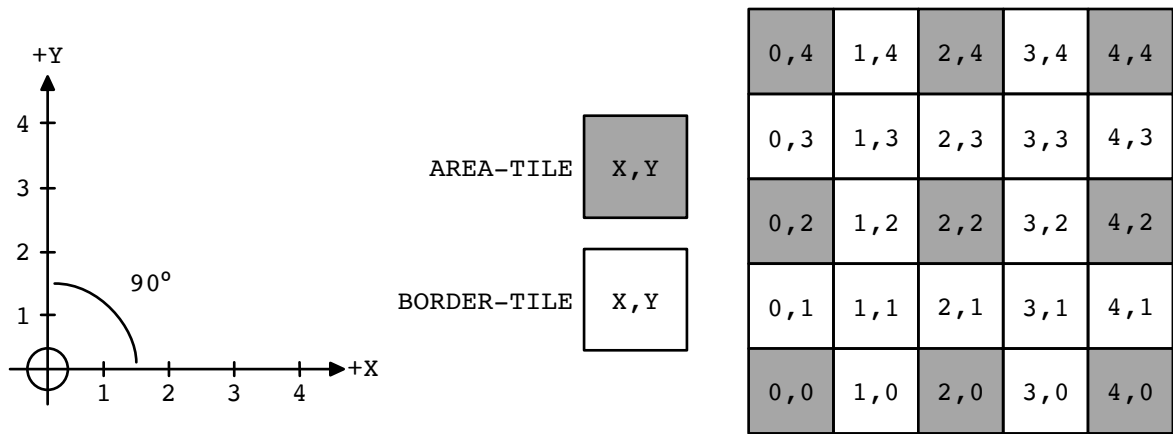 +Y
4
3
2
1
90°
1 2 3 4
+X
AREA-TILE X,Y
BORDER-TILE X,Y
0,4 1,4 2,4 3,4 4,4
0,3 1,3 2,3 3,3 4,3
0,2 1,2 2,2 3,2 4,2
0,1 1,1 2,1 3,1 4,1
0,0 1,0 2,0 3,0 4,0